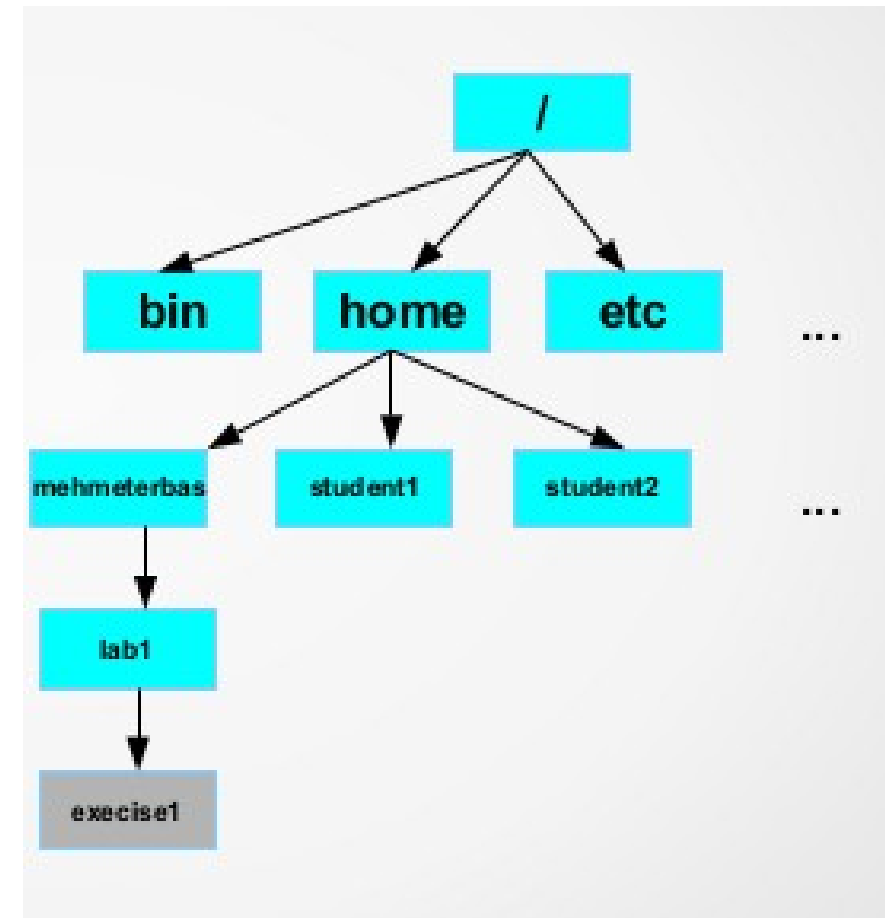 /
bin home etc ...
mehmeterbas student1 student2 ...
lab1
execise1